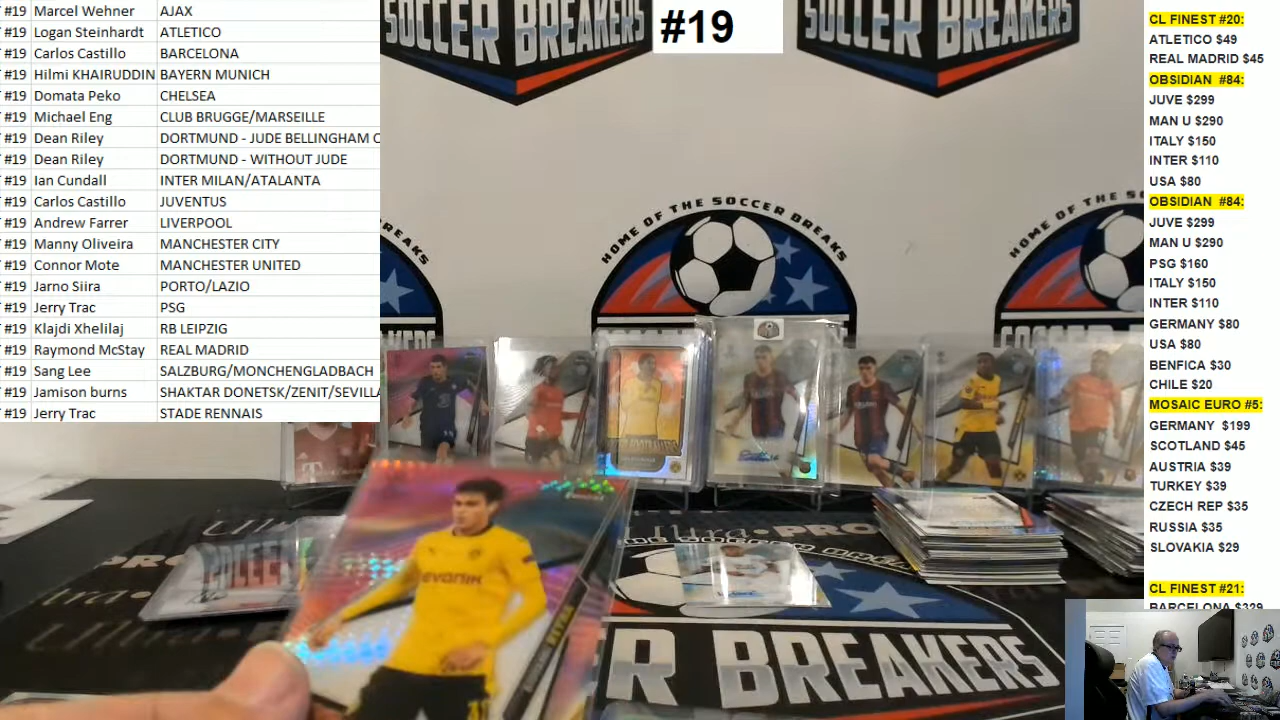 #19 Marcel Wehner AJAX
#19 Logan Steinhardt ATLETICO
#19 Carlos Castillo BARCELONA
#19 Hilmi KHAIRUDDIN BAYERN MUNICH
#19 Domata Peko CHELSEA
#19 Michael Eng CLUB BRUGGE/MARSEILLE
#19 Dean Riley DORTMUND - JUDE BELLINGHAM C
#19 Dean Riley DORTMUND - WITHOUT JUDE
#19 Ian Cundall INTER MILAN/ATALANTA
#19 Carlos Castillo JUVENTUS
#19 Andrew Farrer LIVERPOOL
#19 Manny Oliveira MANCHESTER CITY
#19 Connor Mote MANCHESTER UNITED
#19 Jarno Siira PORTO/LAZIO
#19 Jerry Trac PSG
#19 Klajdi Xhelilaj RB LEIPZIG
#19 Raymond McStay REAL MADRID
#19 Sang Lee SALZBURG/MONCHENGLADBACH
#19 Jamison burns SHAKTAR DONETSK/ZENIT/SEVILLA
#19 Jerry Trac STADE RENNAIS
SOCCER BREAKERS
#19
SOCCER BREAKERS
HOME OF THE SOCCER BREAKS
BREAKS
HOME OF THE S
EVONIK
Ultra PRO
R BREAKERS
CL FINEST #20:
ATLETICO $49
REAL MADRID $45
OBSIDIAN #84:
JUVE $299
MAN U $290
ITALY $150
INTER $110
USA $80
OBSIDIAN #84:
JUVE $299
MAN U $290
PSG $160
ITALY $150
INTER $110
GERMANY $80
USA $80
BENFICA $30
CHILE $20
MOSAIC EURO #5:
GERMANY $199
SCOTLAND $45
AUSTRIA $39
TURKEY $39
CZECH REP $35
RUSSIA $35
SLOVAKIA $29
CL FINEST #21:
BARCELONA $329